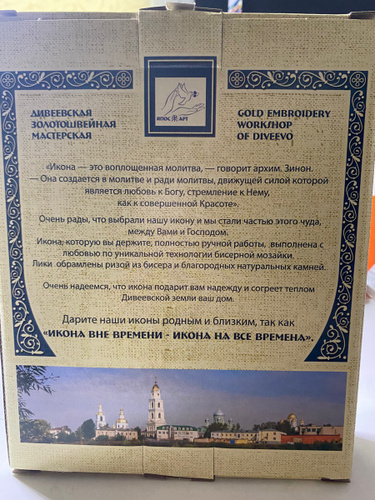 ЯПОС АРТ
ДИВЕЕВСКАЯ
ЗОЛОТОШВЕЙНАЯ
МАСТЕРСКАЯ
GOLD EMBROIDERY
WORKSHOP
OF DIVEEVO
«Икона — это воплощенная молитва, — говорит архим. Зинон.
— Она создается в молитве и ради молитвы, движущей силой которой
является любовь к Богу, стремление к Нему,
как к совершенной Красоте».
Очень рады, что выбрали нашу икону и мы стали частью этого чуда,
между Вами и Господом.
Икона, которую вы держите, полностью ручной работы, выполнена с
любовью по уникальной технологии бисерной мозаики.
Лики обрамлены ризой из бисера и благородных натуральных камней.
Очень надеемся, что икона подарит вам надежду и согреет теплом
Дивеевской земли ваш дом.
Дарите наши иконы родным и близким, так как
«ИКОНА ВНЕ ВРЕМЕНИ - ИКОНА НА ВСЕ ВРЕМЕНА».